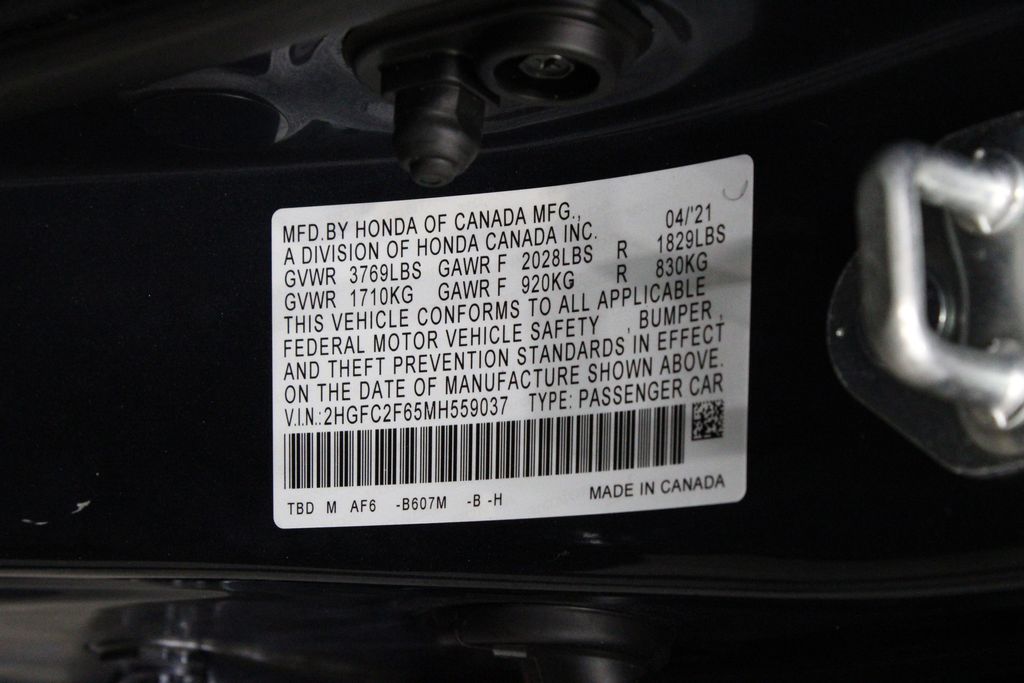 MFD.BY HONDA OF CANADA MFG., 04/'21
A DIVISION OF HONDA CANADA INC.
GVWR 3769LBS GAWR F 2028LBS R 1829LBS
GVWR 1710KG GAWR F 920KG R 830KG
THIS VEHICLE CONFORMS TO ALL APPLICABLE
FEDERAL MOTOR VEHICLE SAFETY , BUMPER ,
AND THEFT PREVENTION STANDARDS IN EFFECT
ON THE DATE OF MANUFACTURE SHOWN ABOVE.
V.I.N.:2HGFC2F65MH559037 TYPE: PASSENGER CAR
TBD M AF6 -B607M -B -H MADE IN CANADA